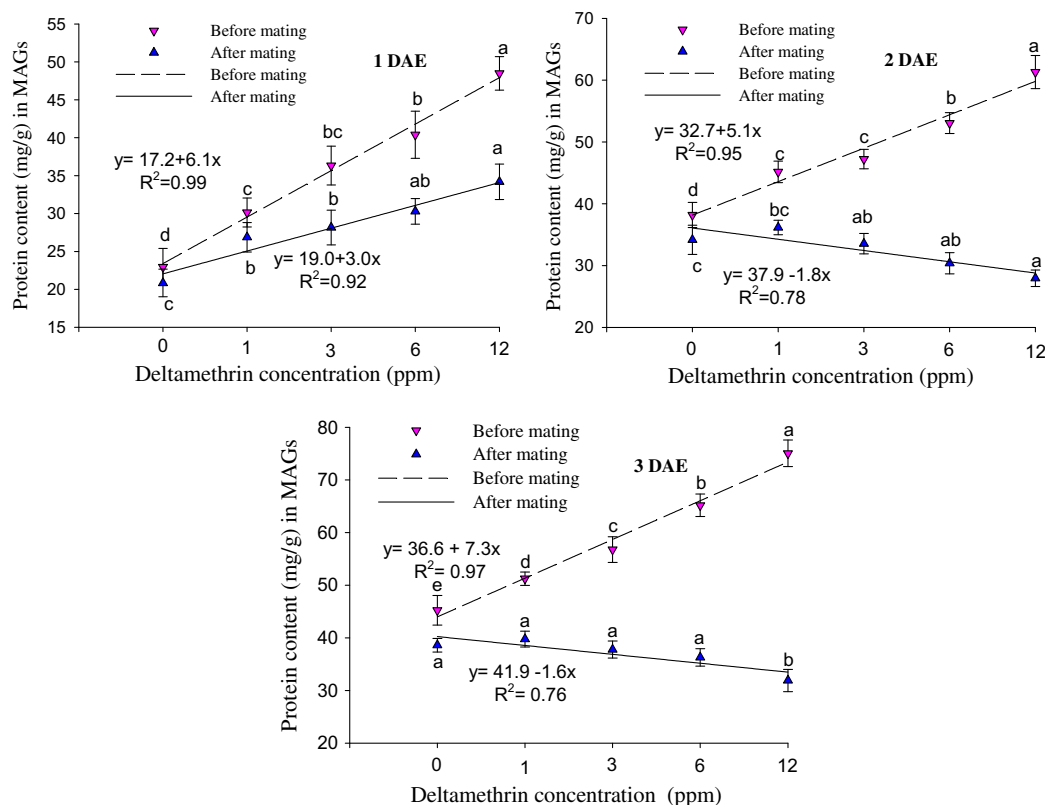 Before mating
After mating
Before mating
After mating
1 DAE
y= 17.2+6.1x
R²=0.99
y= 19.0+3.0x
R²=0.92
a
b
bc
c
d
a
ab
b
b
c
55
50
45
40
35
30
25
20
15
0 1 3 6 12
Protein content (mg/g) in MAGs
Deltamethrin concentration (ppm)
Before mating
After mating
Before mating
After mating
2 DAE
y= 32.7+5.1x
R²=0.95
y= 37.9 -1.8x
R²=0.78
a
b
c
c
d
bc
ab
ab
a
c
70
60
50
40
30
20
0 1 3 6 12
Protein content (mg/g) in MAGs
Deltamethrin concentration (ppm)
Before mating
After mating
Before mating
After mating
3 DAE
y= 36.6 + 7.3x
R²= 0.97
y= 41.9 -1.6x
R²= 0.76
a
b
c
d
e
a
a
a
b
a
80
70
60
50
40
30
20
0 1 3 6 12
Protein content (mg/g) in MAGs
Deltamethrin concentration (ppm)